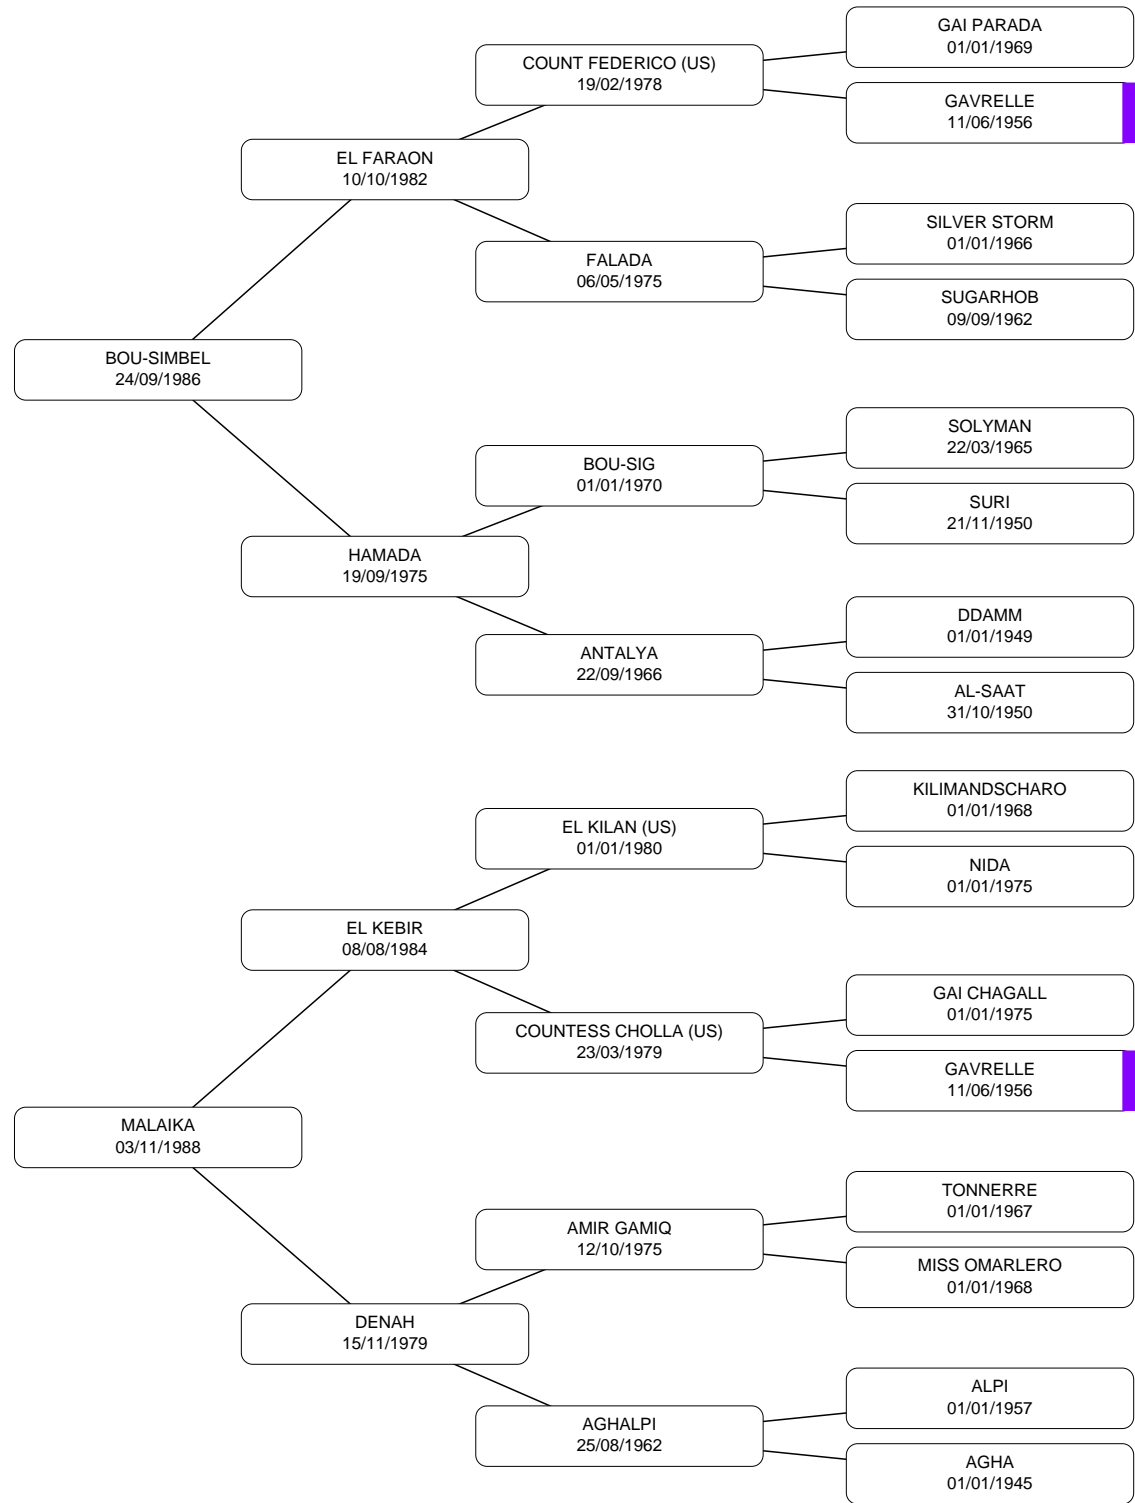 GAI PARADA
01/01/1969
COUNT FEDERICO (US)
19/02/1978
GAVRELLE
11/06/1956
EL FARAON
10/10/1982
SILVER STORM
01/01/1966
FALADA
06/05/1975
SUGARHOB
09/09/1962
BOU-SIMBEL
24/09/1986
SOLYMAN
22/03/1965
BOU-SIG
01/01/1970
SURI
21/11/1950
HAMADA
19/09/1975
DDAMM
01/01/1949
ANTALYA
22/09/1966
AL-SAAT
31/10/1950
KILIMANDSCHARO
01/01/1968
EL KILAN (US)
01/01/1980
NIDA
01/01/1975
EL KEBIR
08/08/1984
GAI CHAGALL
01/01/1975
COUNTESS CHOLLA (US)
23/03/1979
GAVRELLE
11/06/1956
MALAIKA
03/11/1988
TONNERRE
01/01/1967
AMIR GAMIQ
12/10/1975
MISS OMARLERO
01/01/1968
DENAH
15/11/1979
ALPI
01/01/1957
AGHALPI
25/08/1962
AGHA
01/01/1945